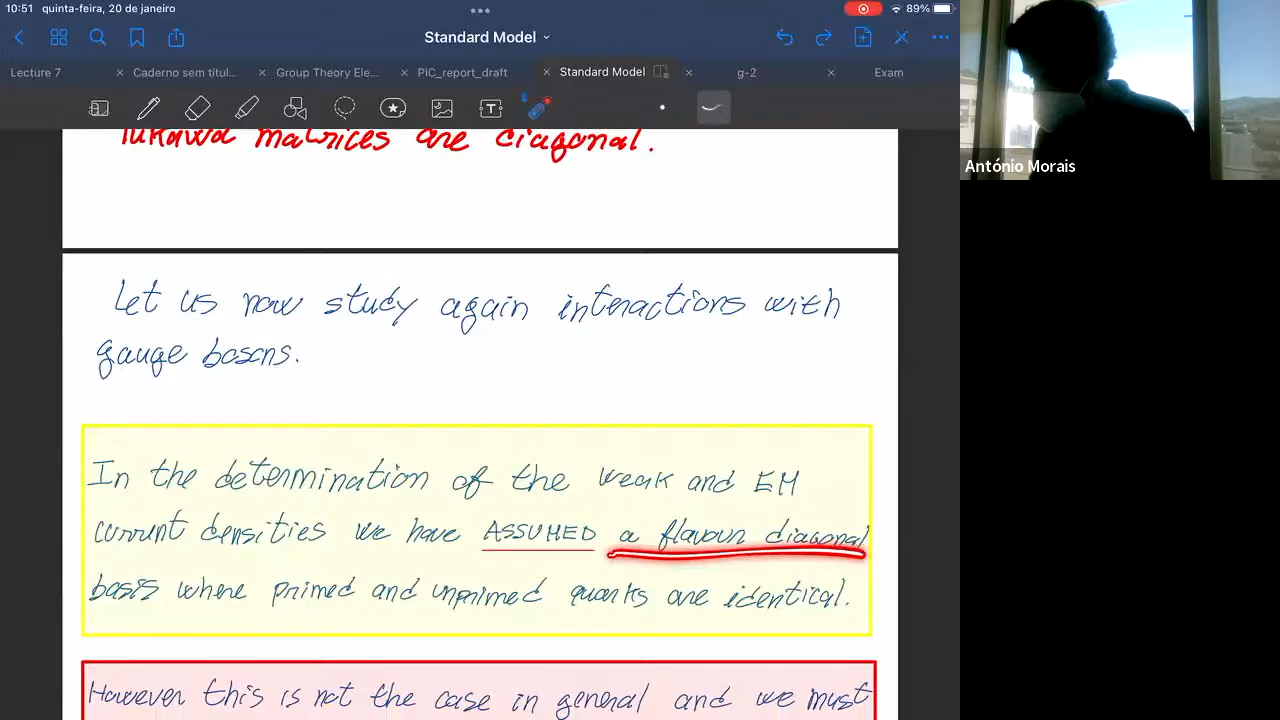 10:51 quinta-feira, 20 de janeiro
89%
Standard Model
Lecture 7
Caderno sem títul...
Group Theory Ele...
PIC_report_draft
Standard Model
g-2
Exam
António Morais
Yukawa matrices are diagonal.
Let us now study again interactions with
gauge bosons.
In the determination of the weak and EM
current densities we have ASSUMED a flavour diagonal
basis where primed and unprimed quarks are identical.
However this is not the case in general and we must